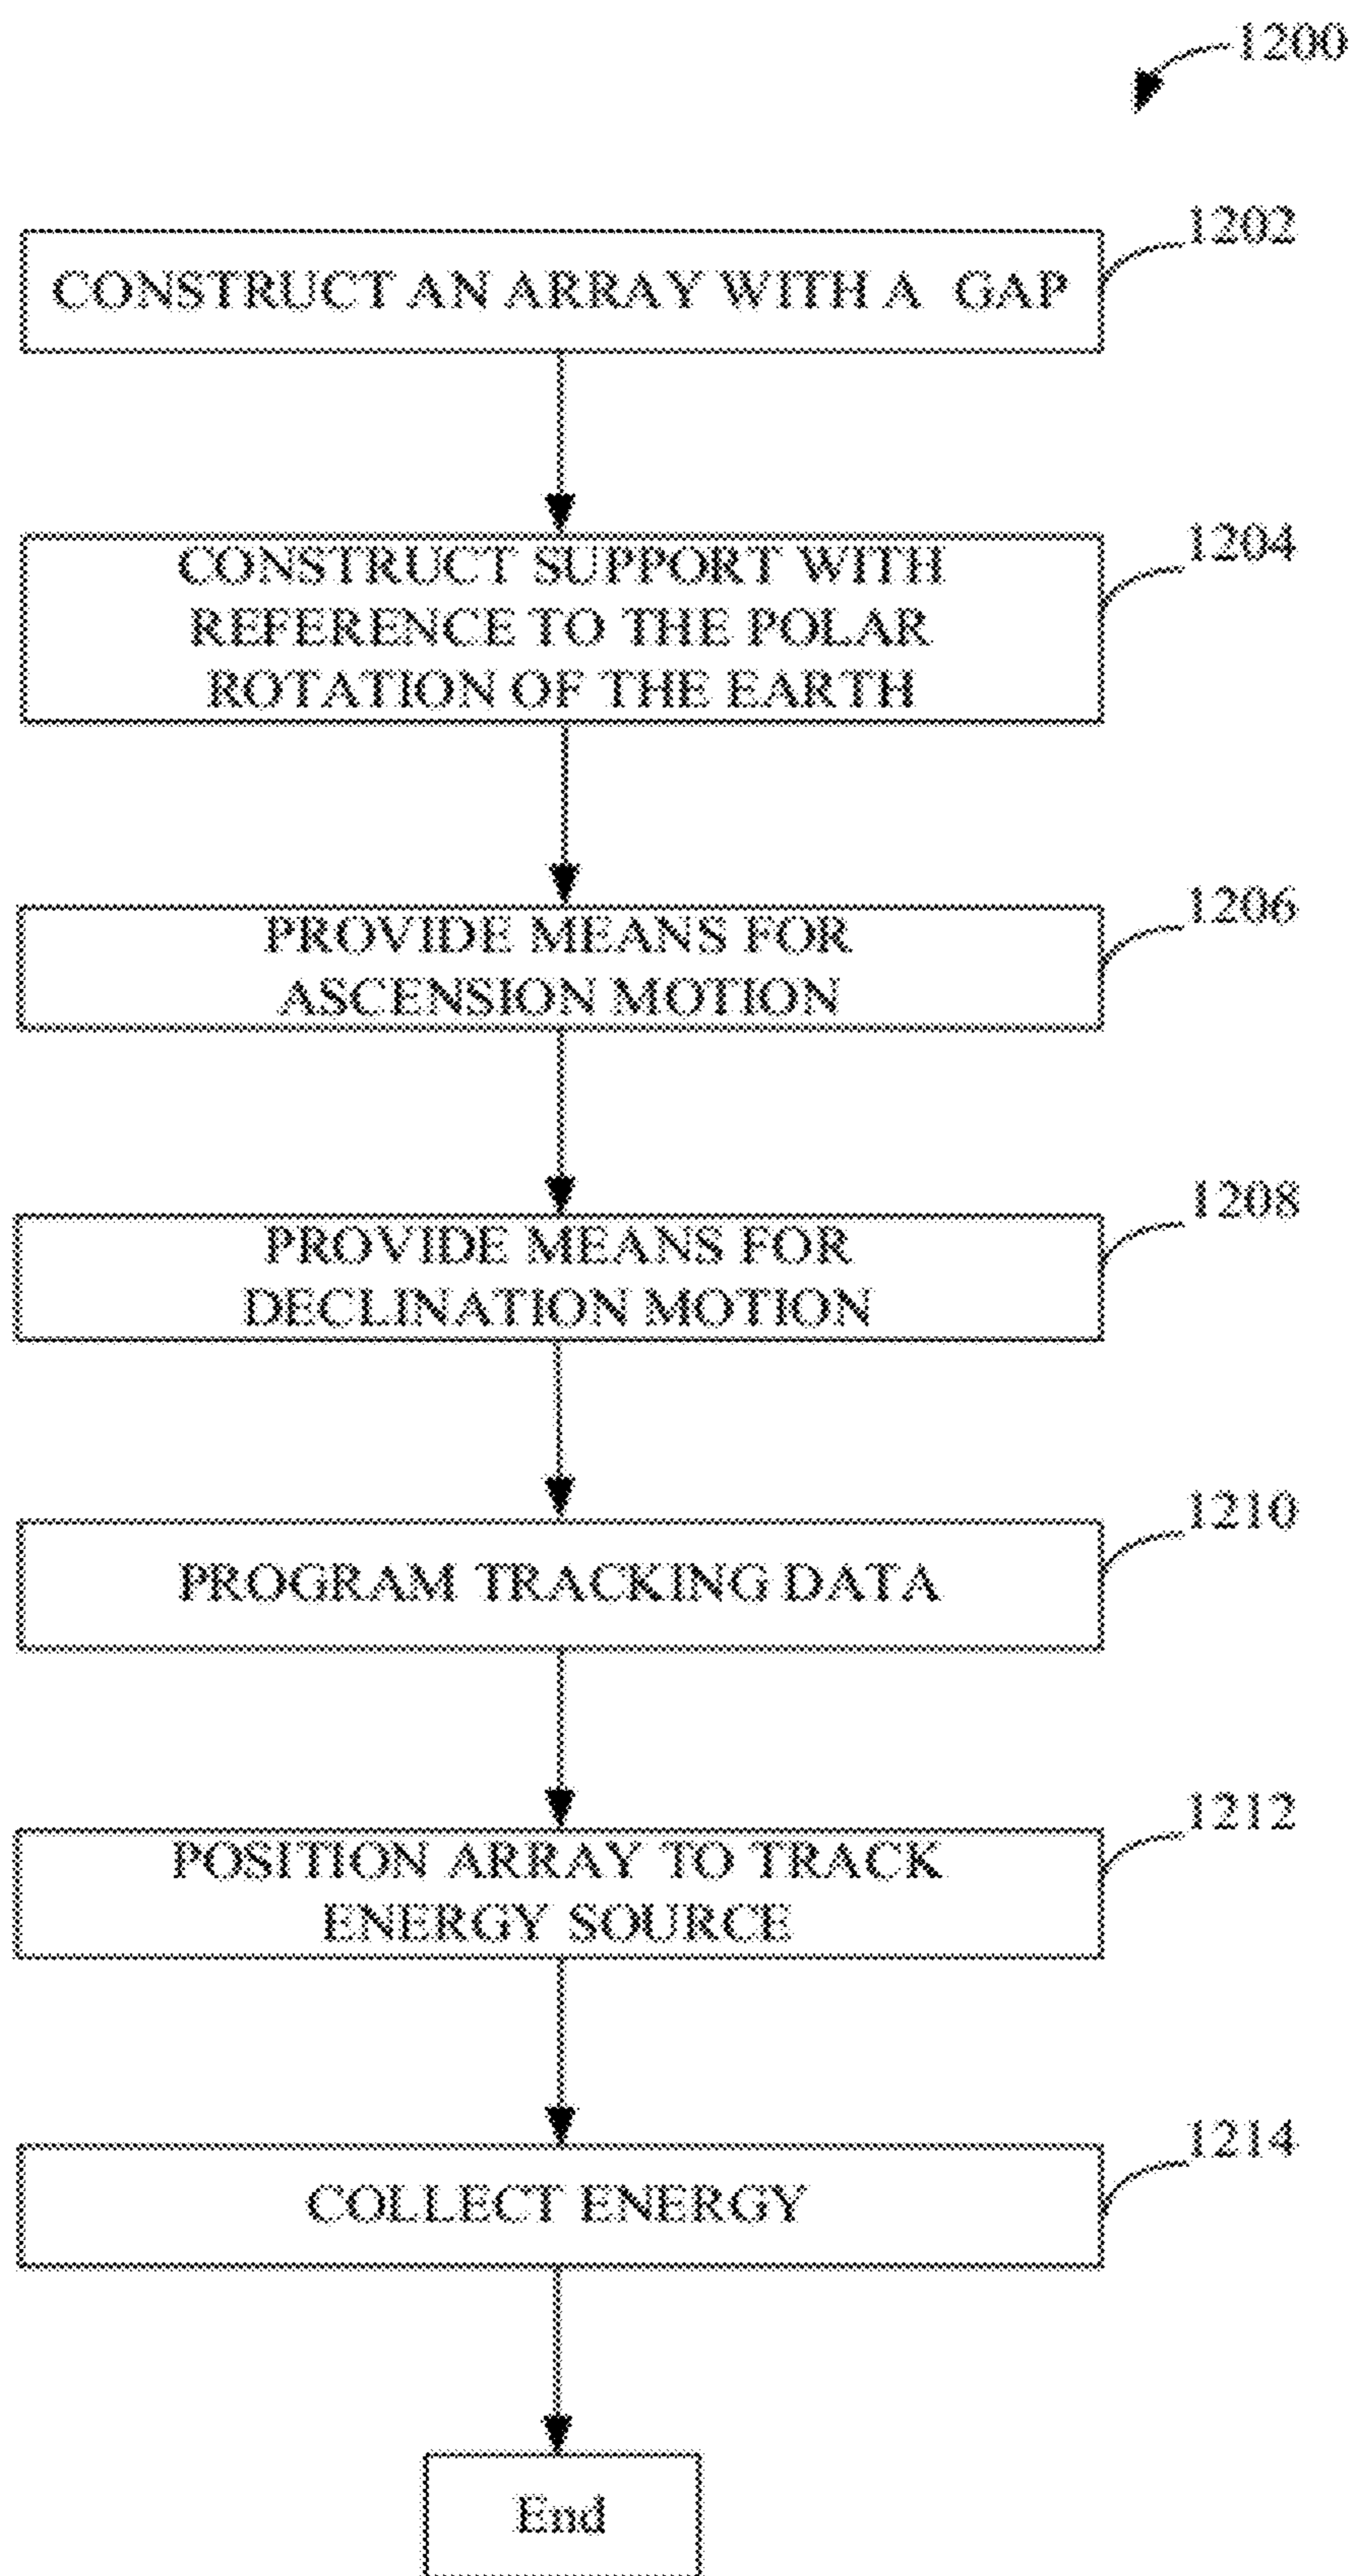 1200
1202
CONSTRUCT AN ARRAY WITH A GAP
1204
CONSTRUCT SUPPORT WITH
REFERENCE TO THE POLAR
ROTATION OF THE EARTH
1206
PROVIDE MEANS FOR
ASCENSION MOTION
1208
PROVIDE MEANS FOR
DECLINATION MOTION
1210
PROGRAM TRACKING DATA
1212
POSITION ARRAY TO TRACK
ENERGY SOURCE
1214
COLLECT ENERGY
End